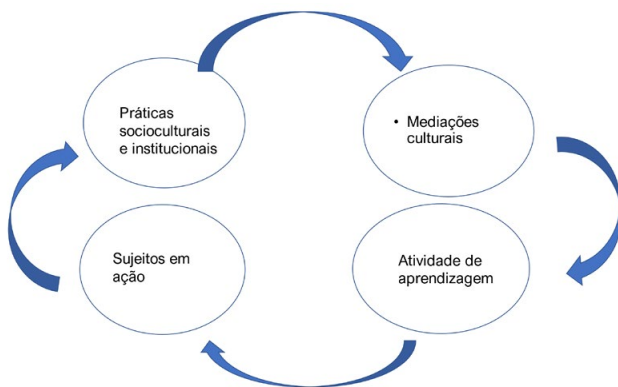 Práticas
socioculturais
e institucionais
• Mediações
culturais
Sujeitos em
ação
Atividade de
aprendizagem